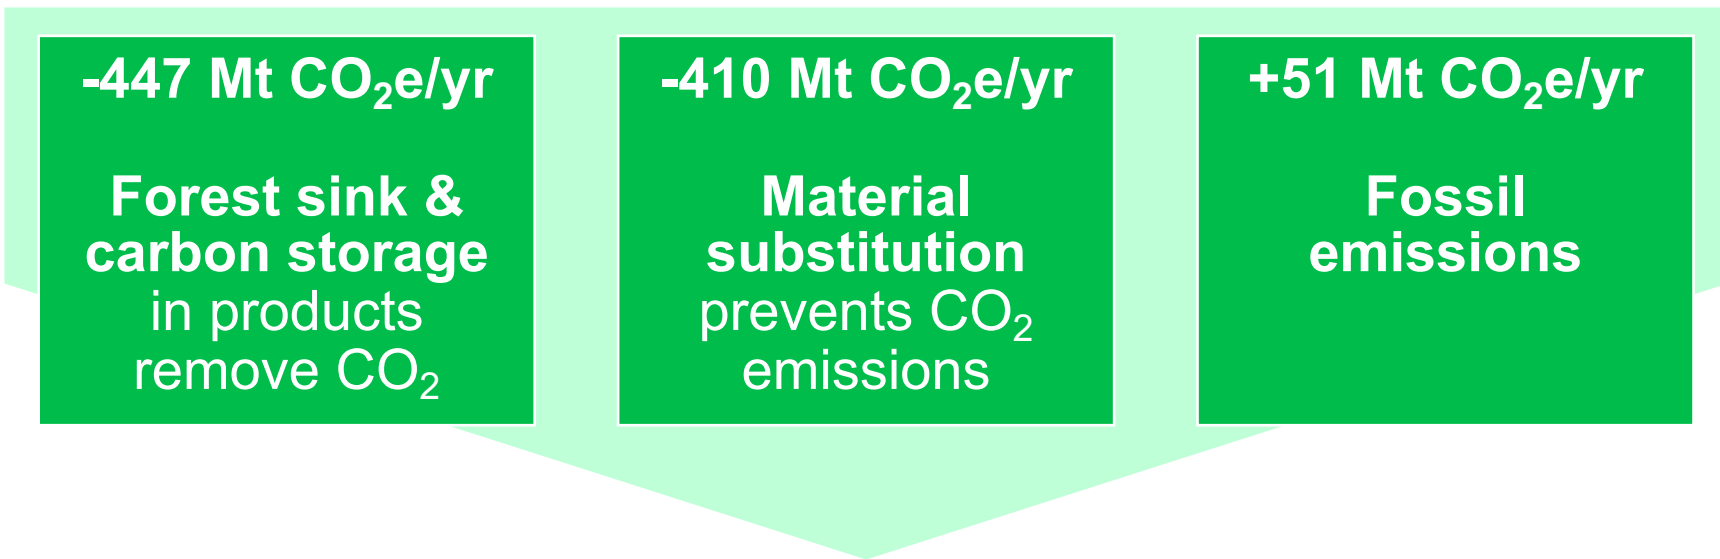 -447 Mt CO₂e/yr
Forest sink &
carbon storage
in products
remove CO₂
-410 Mt CO₂e/yr
Material
substitution
prevents CO₂
emissions
+51 Mt CO₂e/yr
Fossil
emissions